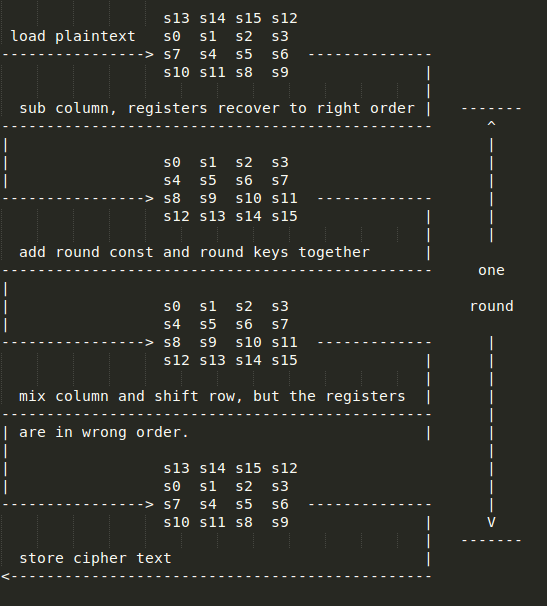 s13 s14 s15 s12
load plaintext s0 s1 s2 s3
----------------> s7 s4 s5 s6 --------------
s10 s11 s8 s9 |
|
sub column, registers recover to right order | -------
------------------------------------------------ ^
| |
| s0 s1 s2 s3 |
| s4 s5 s6 s7 |
----------------> s8 s9 s10 s11 ------------- |
s12 s13 s14 s15 | |
| |
add round const and round keys together |
------------------------------------------------ one
|
| s0 s1 s2 s3 round
| s4 s5 s6 s7
----------------> s8 s9 s10 s11 ------------- |
s12 s13 s14 s15 | |
| |
mix column and shift row, but the registers | |
------------------------------------------------ |
| are in wrong order. | |
| |
| s13 s14 s15 s12 |
| s0 s1 s2 s3 |
----------------> s7 s4 s5 s6 -------------- |
s10 s11 s8 s9 | V
| -------
store cipher text |
<-----------------------------------------------